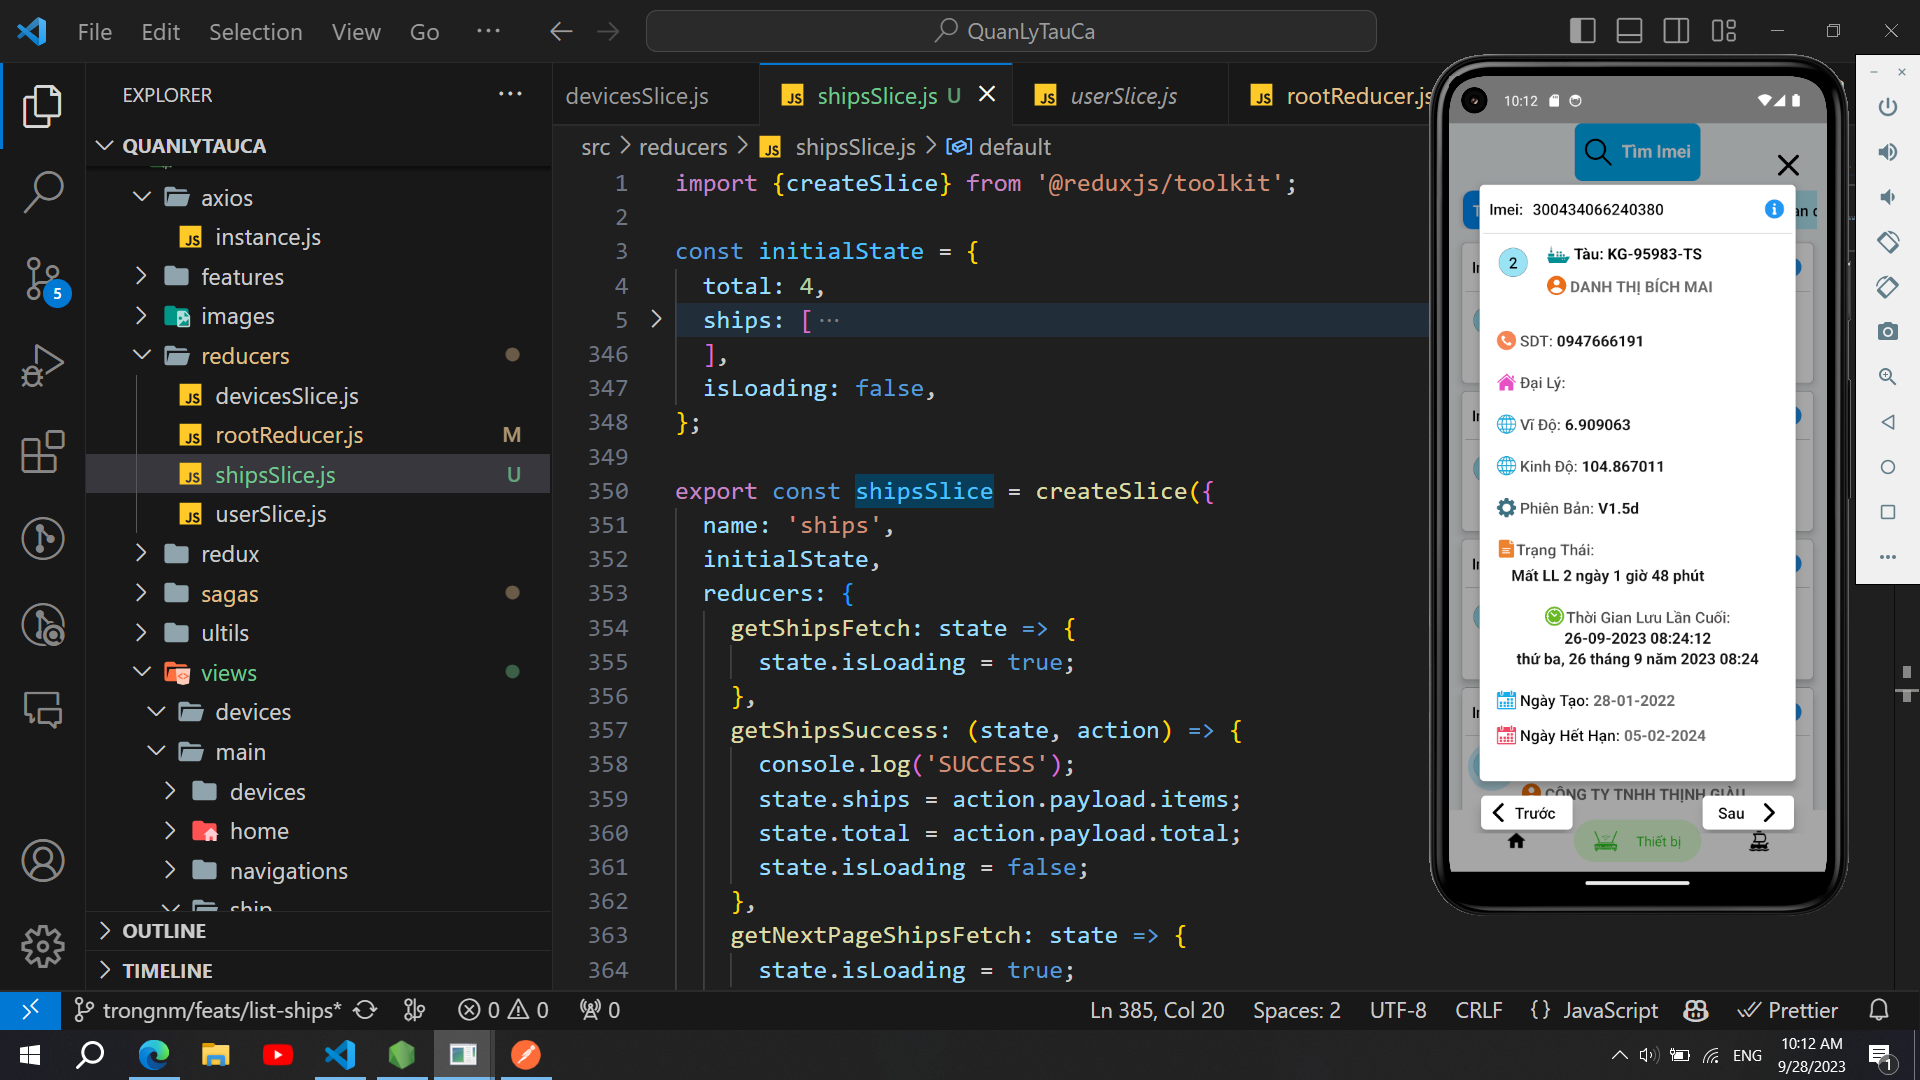 File Edit Selection View Go ···
QuanLyTauCa
EXPLORER ···
QUANLYTAUCA
axios
JS instance.js
features
images
reducers
JS devicesSlice.js
JS rootReducer.js M
JS shipsSlice.js U
JS userSlice.js
redux
sagas
ultils
views
devices
main
devices
home
navigations
ship
OUTLINE
TIMELINE
5
devicesSlice.js
JS shipsSlice.js U
JS userSlice.js
JS rootReducer.js
src > reducers > JS shipsSlice.js > default
1 import {createSlice} from '@reduxjs/toolkit';
2
3 const initialState = {
4 total: 4,
5 ships: [ ···
346 ],
347 isLoading: false,
348 };
349
350 export const shipsSlice = createSlice({
351 name: 'ships',
352 initialState,
353 reducers: {
354 getShipsFetch: state => {
355 state.isLoading = true;
356 },
357 getShipsSuccess: (state, action) => {
358 console.log('SUCCESS');
359 state.ships = action.payload.items;
360 state.total = action.payload.total;
361 state.isLoading = false;
362 },
363 getNextPageShipsFetch: state => {
364 state.isLoading = true;
10:12
Tìm Imei
Imei: 300434066240380
2
Tàu: KG-95983-TS
DANH THỊ BÍCH MAI
SDT: 0947666191
Đại Lý:
Vĩ Độ: 6.909063
Kinh Độ: 104.867011
Phiên Bản: V1.5d
Trạng Thái:
Mất LL 2 ngày 1 giờ 48 phút
Thời Gian Lưu Lần Cuối:
26-09-2023 08:24:12
thứ ba, 26 tháng 9 năm 2023 08:24
Ngày Tạo: 28-01-2022
Ngày Hết Hạn: 05-02-2024
CÔNG TY TNHH THỊNH GIÀU
Trước
Sau
Thiết bị
trongnm/feats/list-ships*
0 0
0
Ln 385, Col 20
Spaces: 2
UTF-8
CRLF
{} JavaScript
Prettier
ENG
10:12 AM
9/28/2023
1